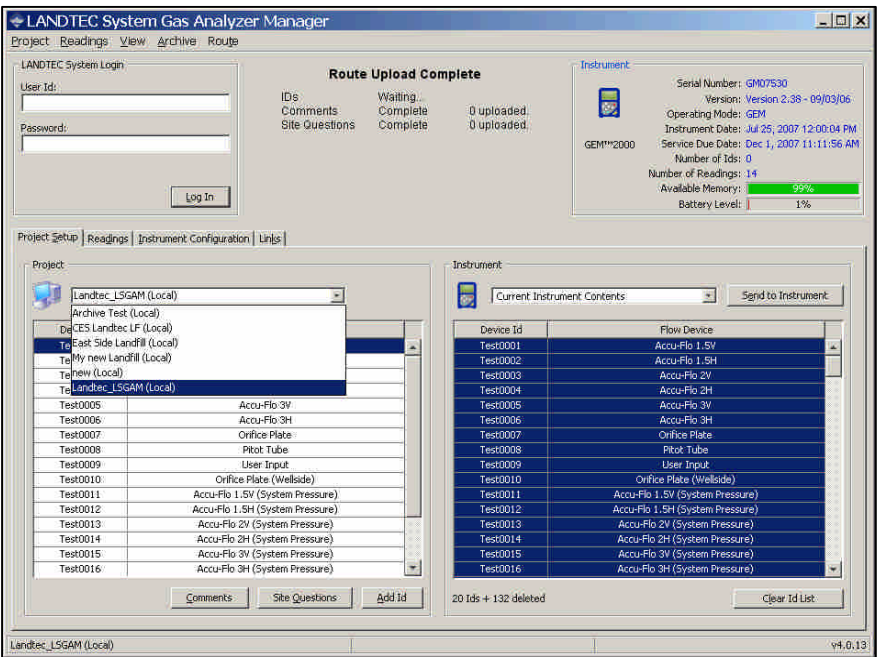 LANDTEC System Gas Analyzer Manager
Project Readings View Archive Route
LANDTEC System Login
User Id:
Password:
Log In
Route Upload Complete
IDs Waiting...
Comments Complete 0 uploaded.
Site Questions Complete 0 uploaded.
Instrument
GEM™2000
Serial Number: GM07530
Version: Version 2.38 - 09/03/06
Operating Mode: GEM
Instrument Date: Jul 25, 2007 12:00:04 PM
Service Due Date: Dec 1, 2007 11:11:56 AM
Number of Ids: 0
Number of Readings: 14
Available Memory: 99%
Battery Level: 1%
Project Setup Readings Instrument Configuration Links
Project
Landtec_LSGAM (Local)
Archive Test (Local)
CES Landtec LF (Local)
East Side Landfill (Local)
My new Landfill (Local)
new (Local)
Landtec_LSGAM (Local)
Test0005 Accu-Flo 3V
Test0006 Accu-Flo 3H
Test0007 Orifice Plate
Test0008 Pitot Tube
Test0009 User Input
Test0010 Orifice Plate (Wellside)
Test0011 Accu-Flo 1.5V (System Pressure)
Test0012 Accu-Flo 1.5H (System Pressure)
Test0013 Accu-Flo 2V (System Pressure)
Test0014 Accu-Flo 2H (System Pressure)
Test0015 Accu-Flo 3V (System Pressure)
Test0016 Accu-Flo 3H (System Pressure)
Comments Site Questions Add Id
Instrument
Current Instrument Contents Send to Instrument
Device Id Flow Device
Test0001 Accu-Flo 1.5V
Test0002 Accu-Flo 1.5H
Test0003 Accu-Flo 2V
Test0004 Accu-Flo 2H
Test0005 Accu-Flo 3V
Test0006 Accu-Flo 3H
Test0007 Orifice Plate
Test0008 Pitot Tube
Test0009 User Input
Test0010 Orifice Plate (Wellside)
Test0011 Accu-Flo 1.5V (System Pressure)
Test0012 Accu-Flo 1.5H (System Pressure)
Test0013 Accu-Flo 2V (System Pressure)
Test0014 Accu-Flo 2H (System Pressure)
Test0015 Accu-Flo 3V (System Pressure)
Test0016 Accu-Flo 3H (System Pressure)
20 Ids + 132 deleted Clear Id List
Landtec_LSGAM (Local) v4.0.13